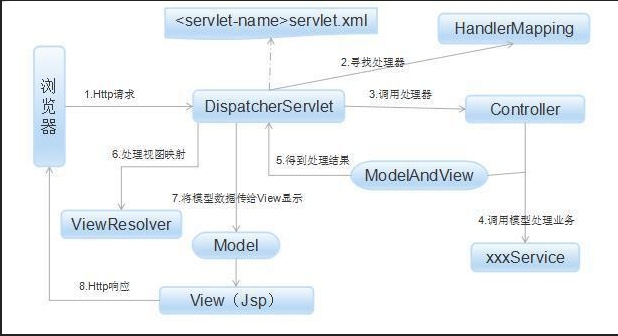 <servlet-name>servlet.xml
HandlerMapping
2.寻找处理器
浏览器
1.Http请求
DispatcherServlet
3.调用处理器
Controller
6.处理视图映射
5.得到处理结果
ModelAndView
7.将模型数据传给View显示
ViewResolver
4.调用模型处理业务
Model
xxxService
8.Http响应
View（Jsp）